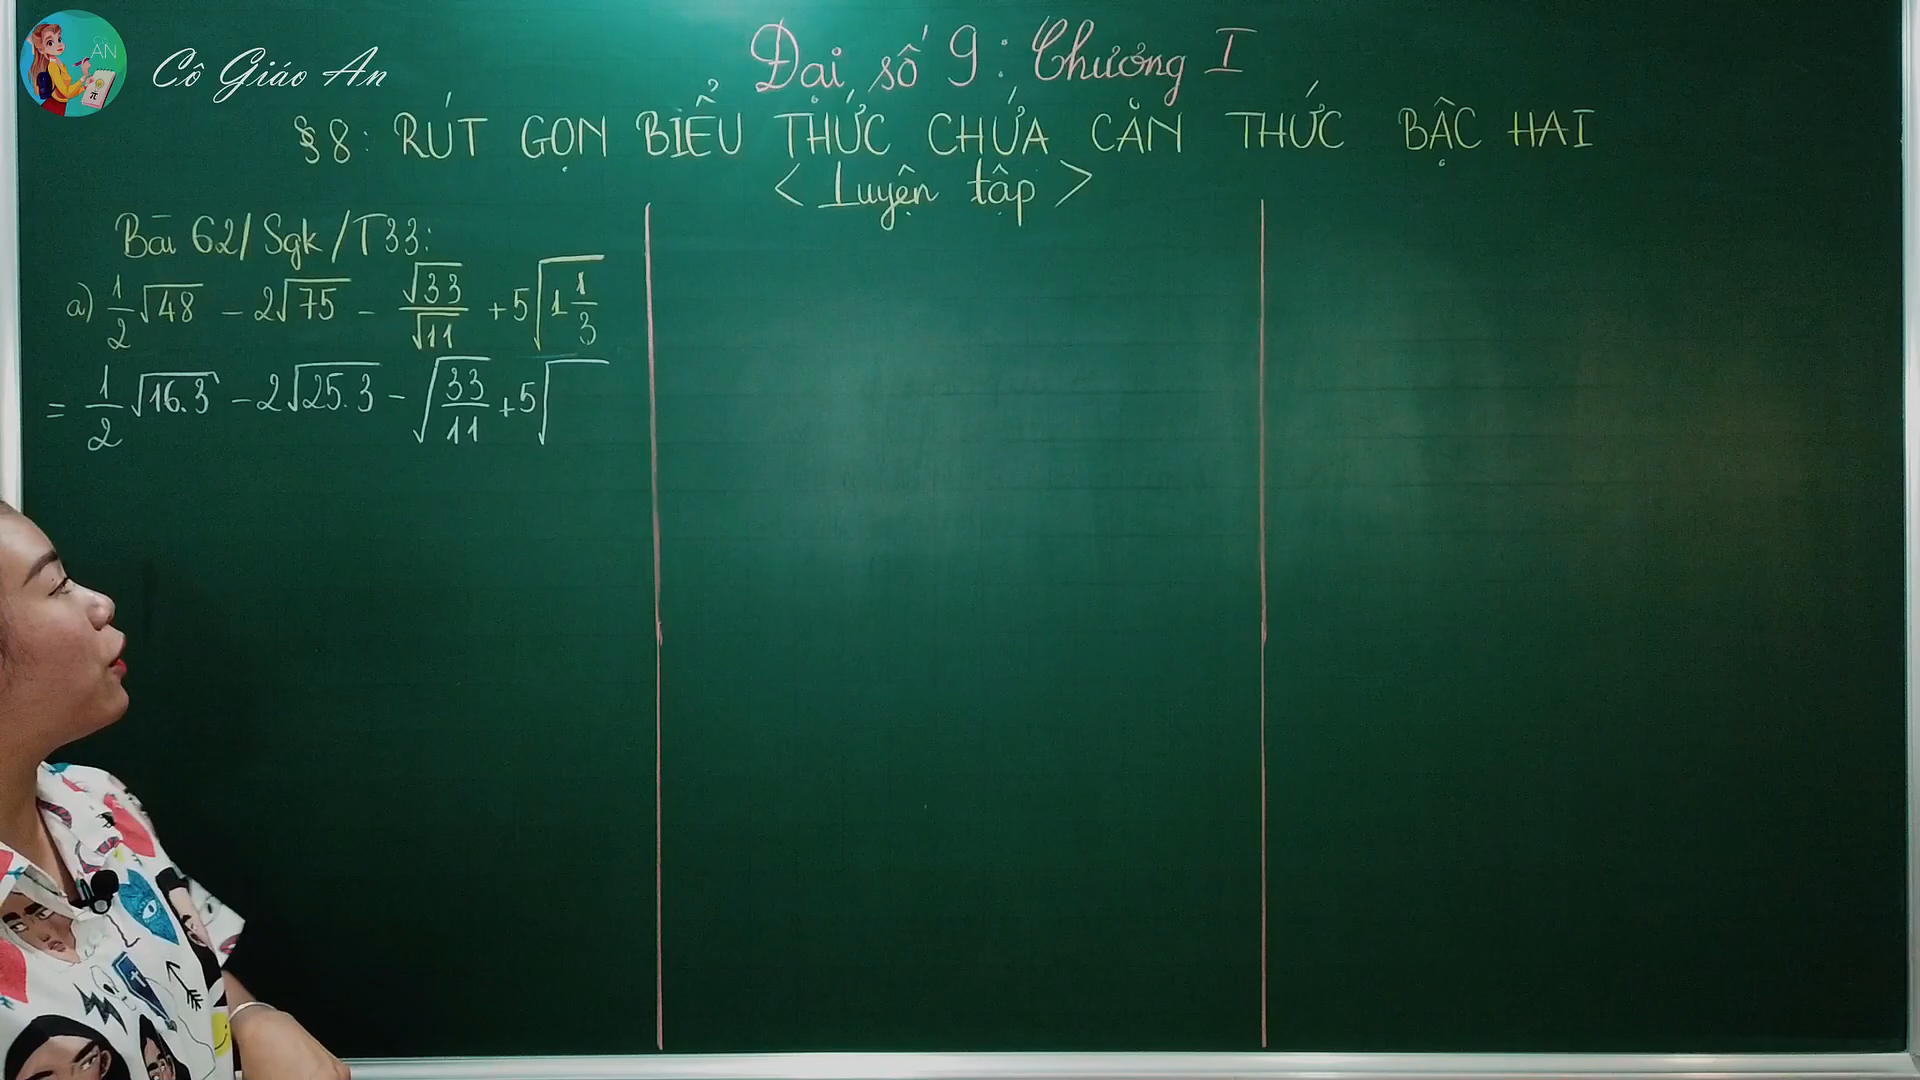 ÂN
Cô Giáo An
Đại số 9: Chương I
§8: RÚT GỌN BIỂU THỨC CHỨA CĂN THỨC BẬC HAI
< Luyện tập >
Bài 62/ Sgk /T33:
a) 1/2 √48 - 2√75 - √33/√11 + 5√(1 1/3)
= 1/2 √16.3 - 2√25.3 - √(33/11) + 5√